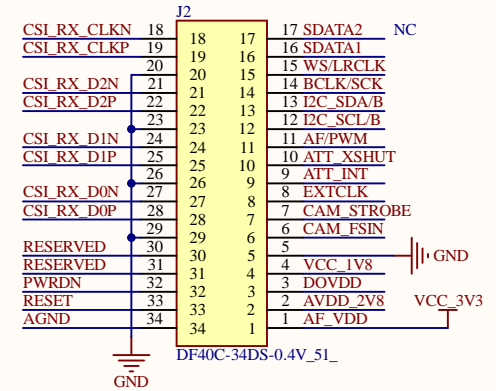 J2
CSI_RX_CLKN 18 18 17 17 SDATA2 NC
CSI_RX_CLKP 19 19 16 16 SDATA1
20 20 15 15 WS/LRCLK
CSI_RX_D2N 21 21 14 14 BCLK/SCK
CSI_RX_D2P 22 22 13 13 I2C_SDA/B
23 23 12 12 I2C_SCL/B
CSI_RX_D1N 24 24 11 11 AF/PWM
CSI_RX_D1P 25 25 10 10 ATT_XSHUT
26 26 9 9 ATT_INT
CSI_RX_D0N 27 27 8 8 EXTCLK
CSI_RX_D0P 28 28 7 7 CAM_STROBE
29 29 6 6 CAM_FSIN
RESERVED 30 30 5 5 GND
RESERVED 31 31 4 4 VCC_1V8
PWRDN 32 32 3 3 DOVDD
RESET 33 33 2 2 AVDD_2V8 VCC_3V3
AGND 34 34 1 1 AF_VDD
DF40C-34DS-0.4V_51_
GND